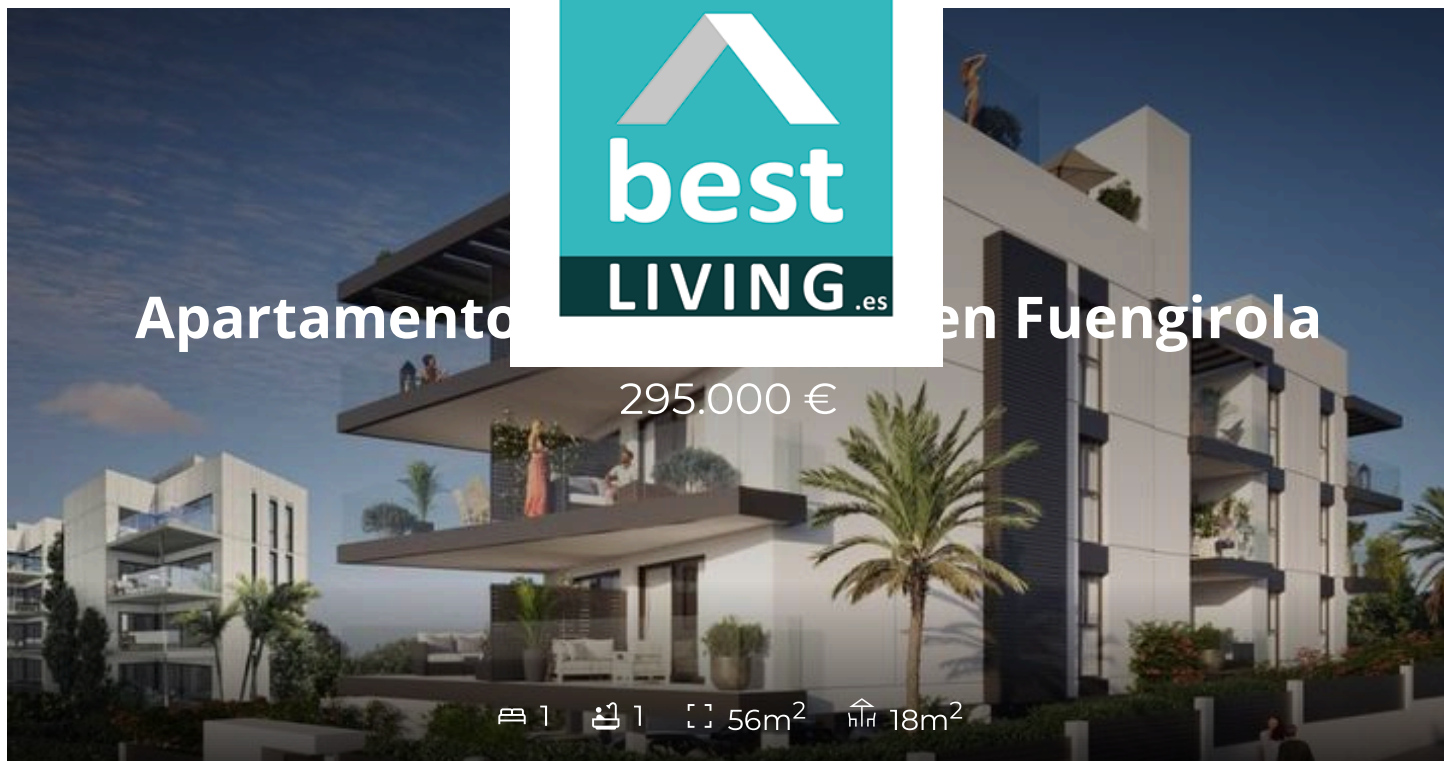 best
LIVING.es
Apartamento en Fuengirola
295.000 €
1 1 56m² 18m²